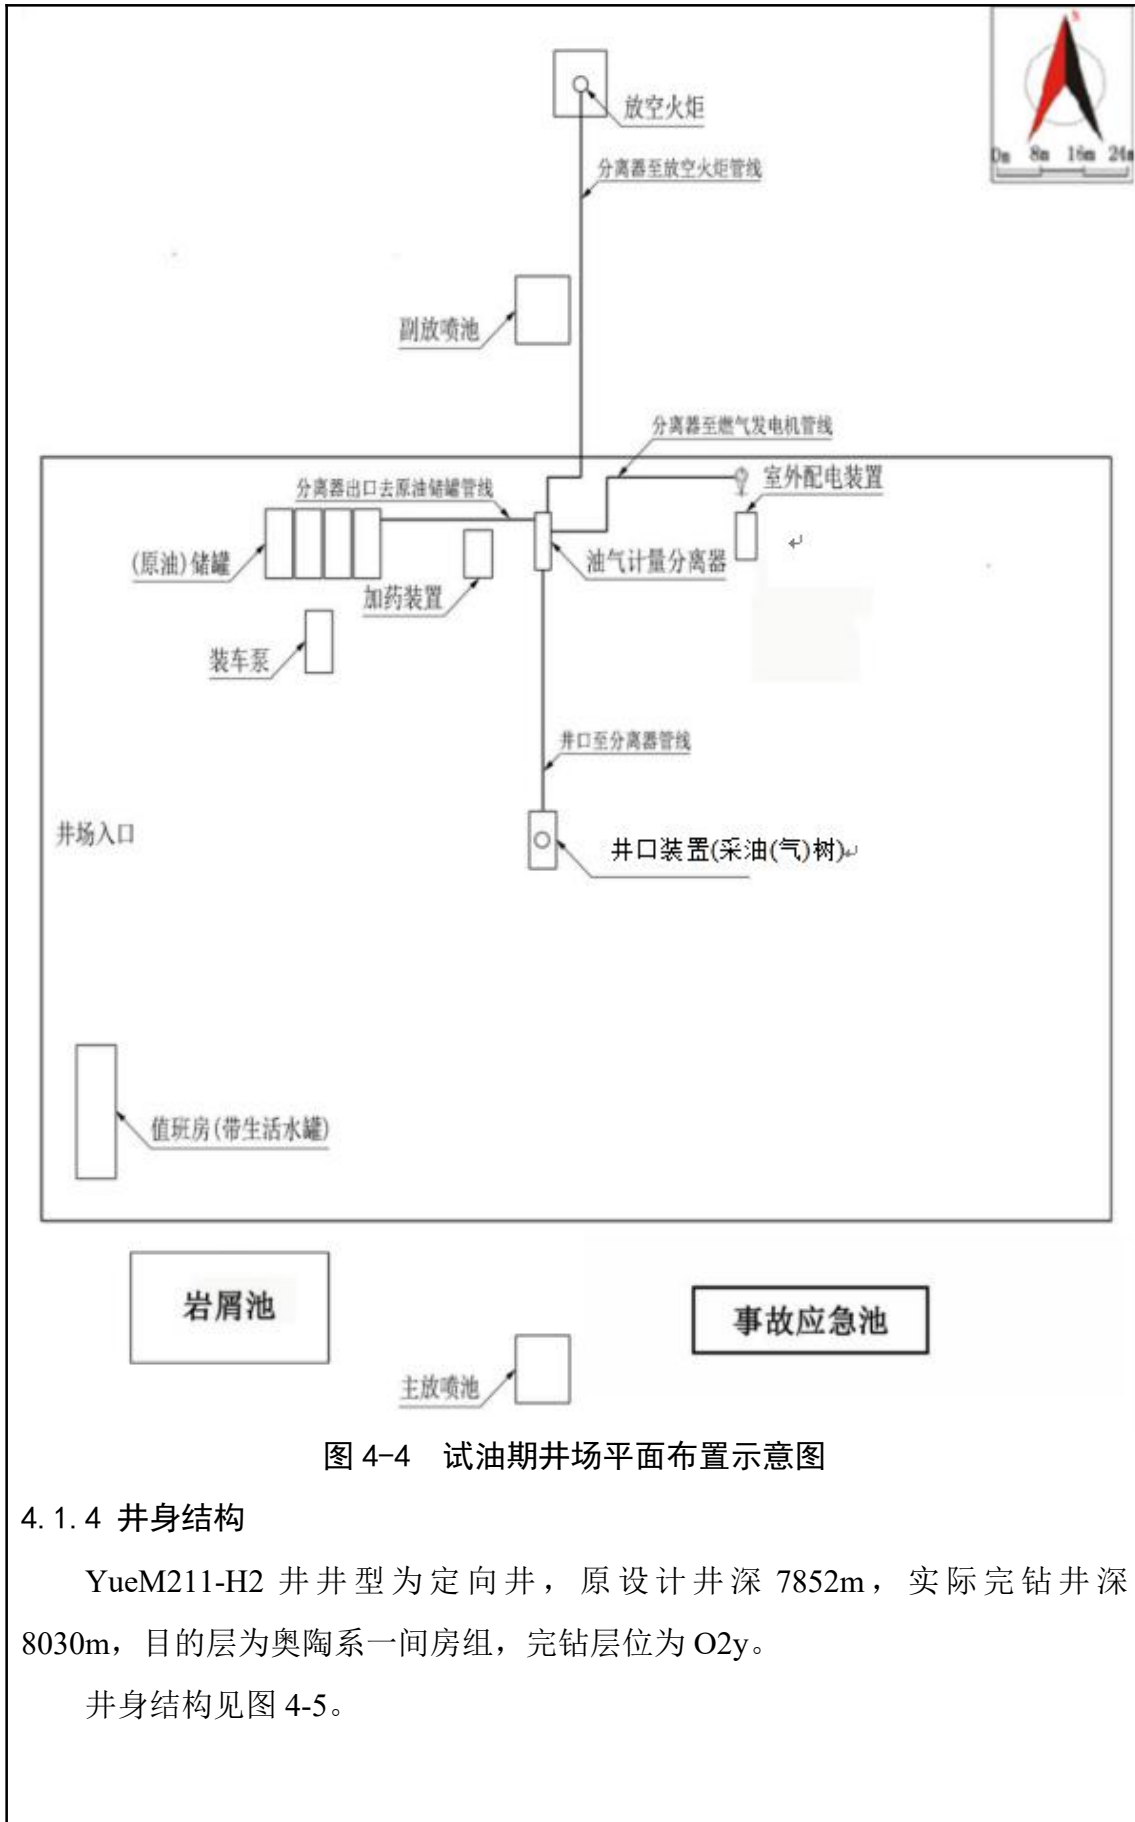 N
0m 8m 16m 24m
放空火炬
分离器至放空火炬管线
副放喷池
分离器至燃气发电机管线
分离器出口去原油储罐管线
室外配电装置
(原油)储罐
油气计量分离器
加药装置
装车泵
井口至分离器管线
井场入口
井口装置(采油(气)树)
值班房(带生活水罐)
岩屑池
事故应急池
主放喷池
图 4-4 试油期井场平面布置示意图
4.1.4 井身结构
YueM211-H2 井井型为定向井，原设计井深 7852m，实际完钻井深
8030m，目的层为奥陶系一间房组，完钻层位为 O2y。
井身结构见图 4-5。